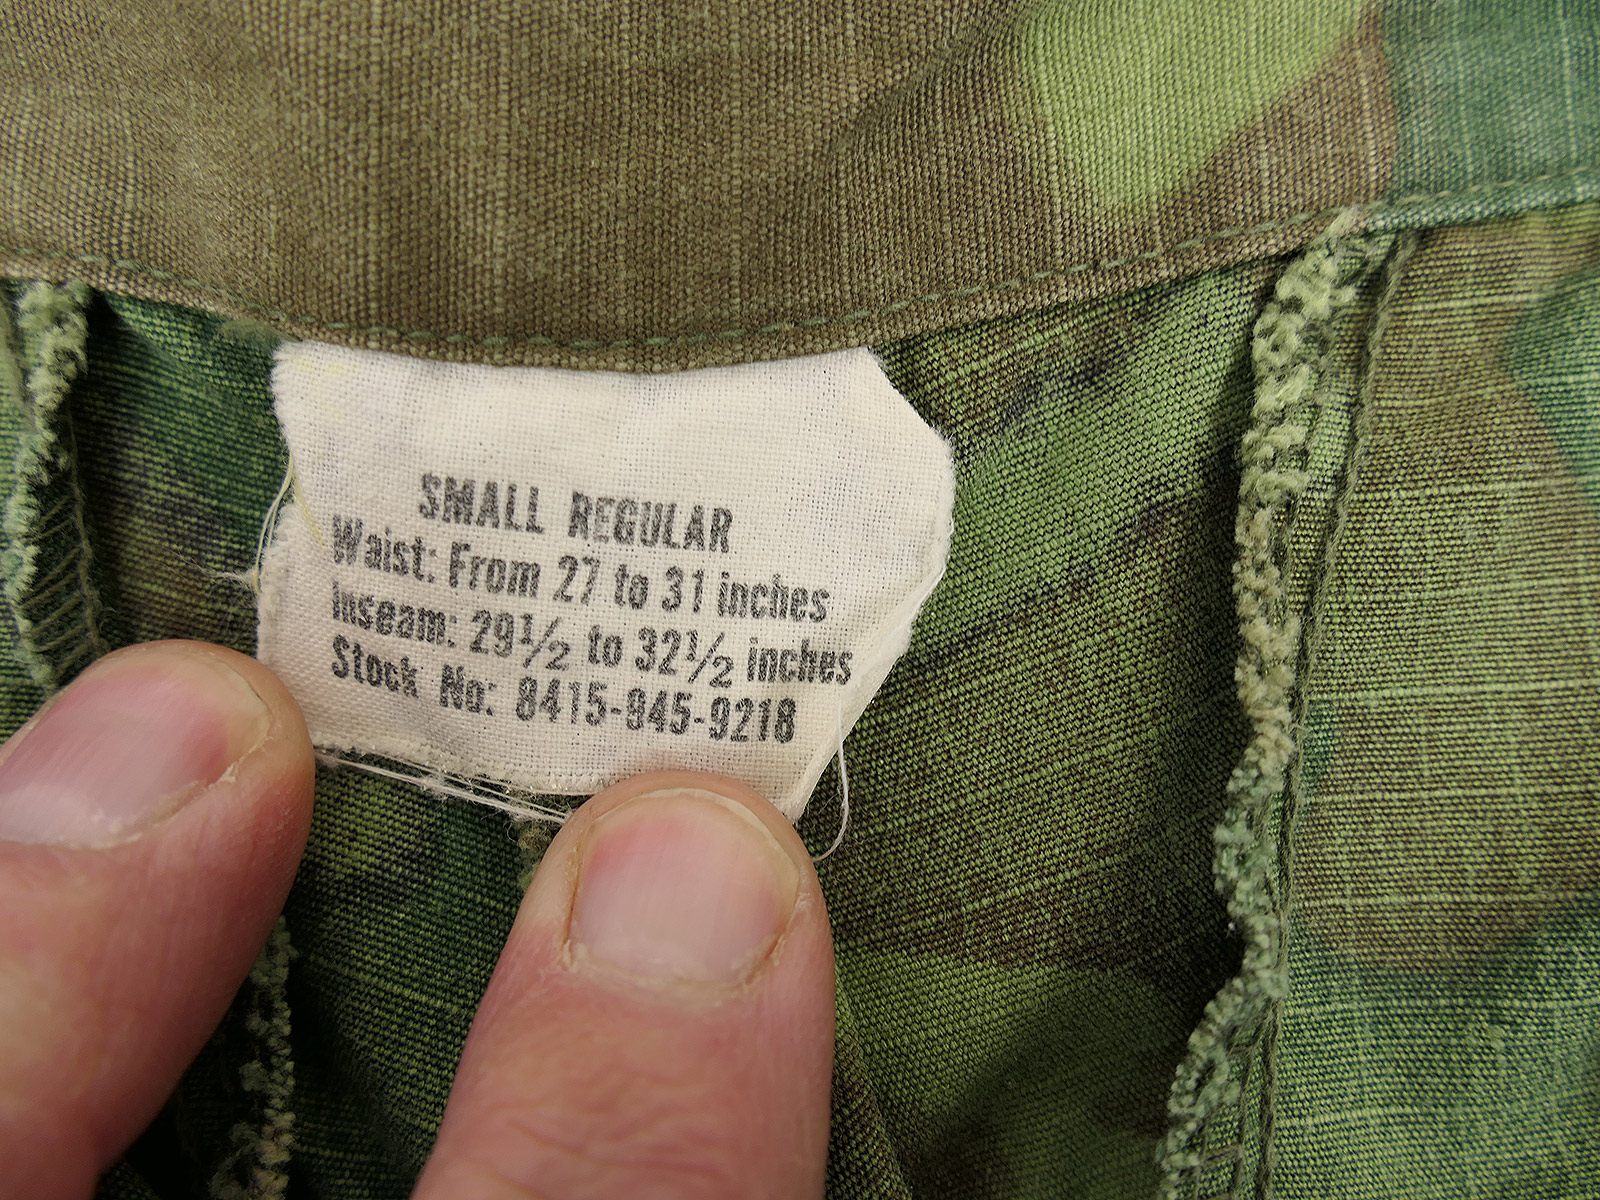 SMALL REGULAR
Waist: From 27 to 31 inches
Inseam: 29½ to 32½ inches
Stock No: 8415-945-9218